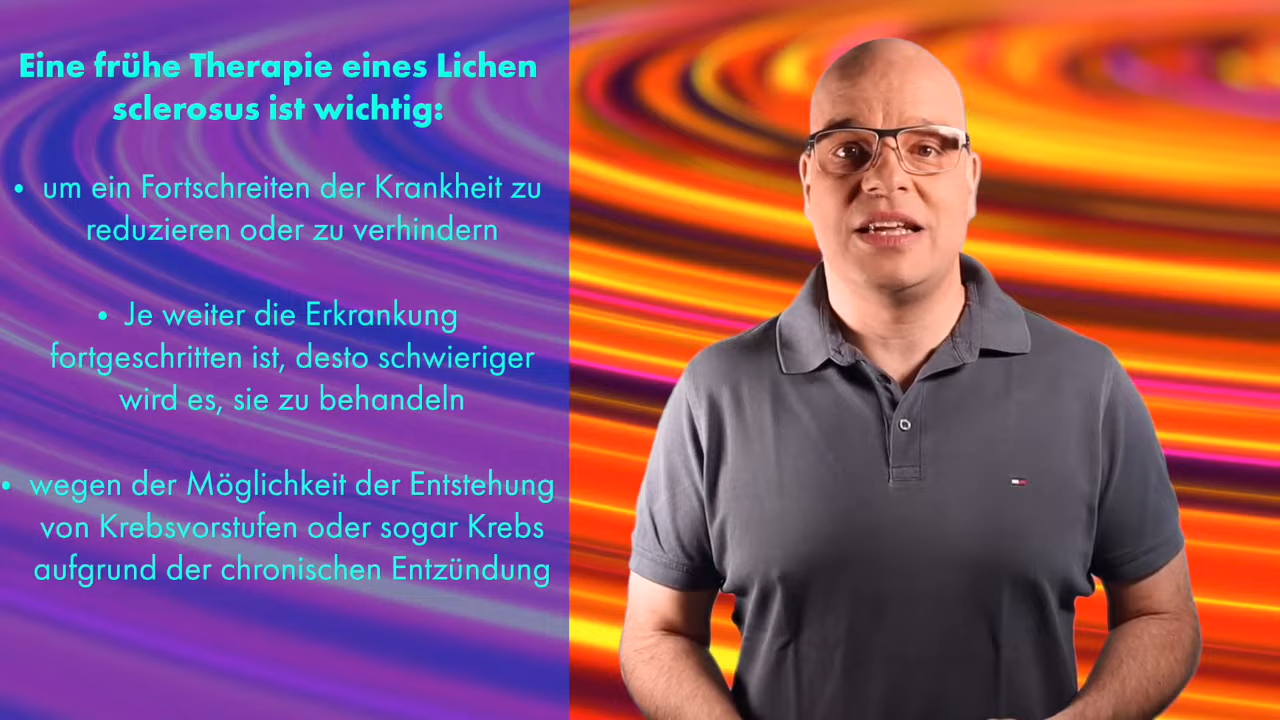 Eine frühe Therapie eines Lichen
sclerosus ist wichtig:
• um ein Fortschreiten der Krankheit zu
reduzieren oder zu verhindern
• Je weiter die Erkrankung
fortgeschritten ist, desto schwieriger
wird es, sie zu behandeln
• wegen der Möglichkeit der Entstehung
von Krebsvorstufen oder sogar Krebs
aufgrund der chronischen Entzündung